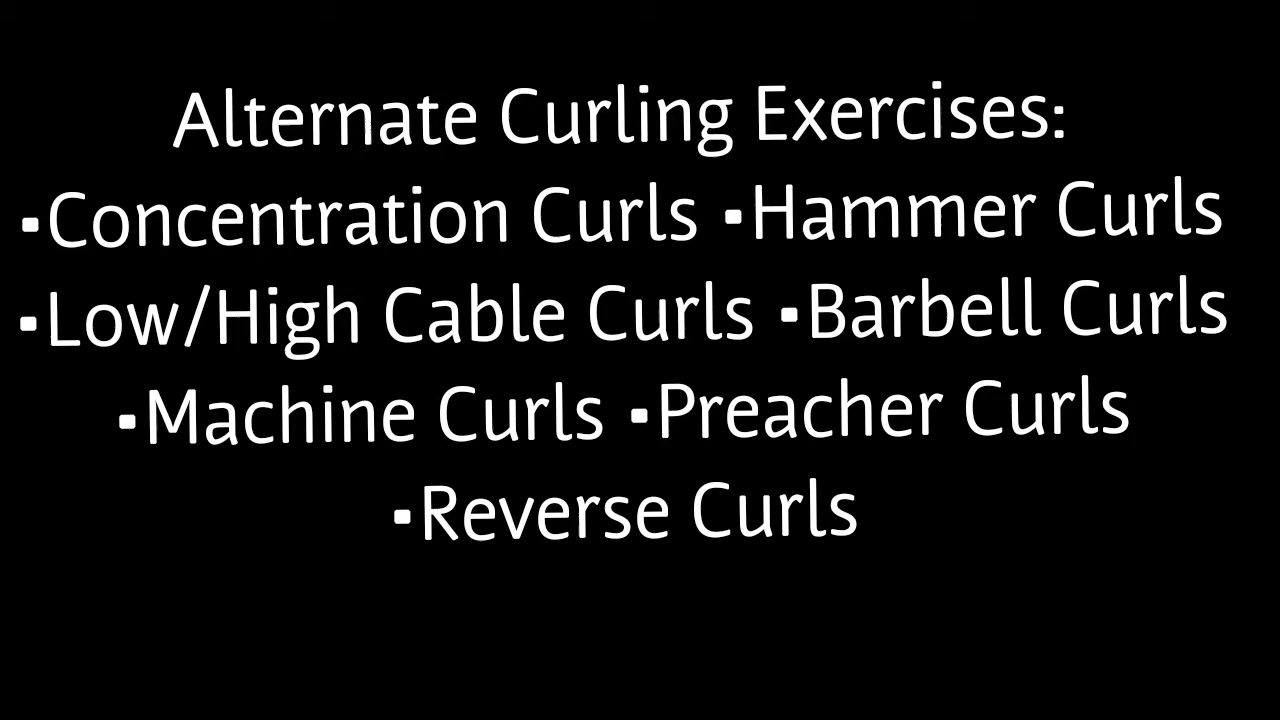 Alternate Curling Exercises:
▪Concentration Curls ▪Hammer Curls
▪Low/High Cable Curls ▪Barbell Curls
▪Machine Curls ▪Preacher Curls
▪Reverse Curls